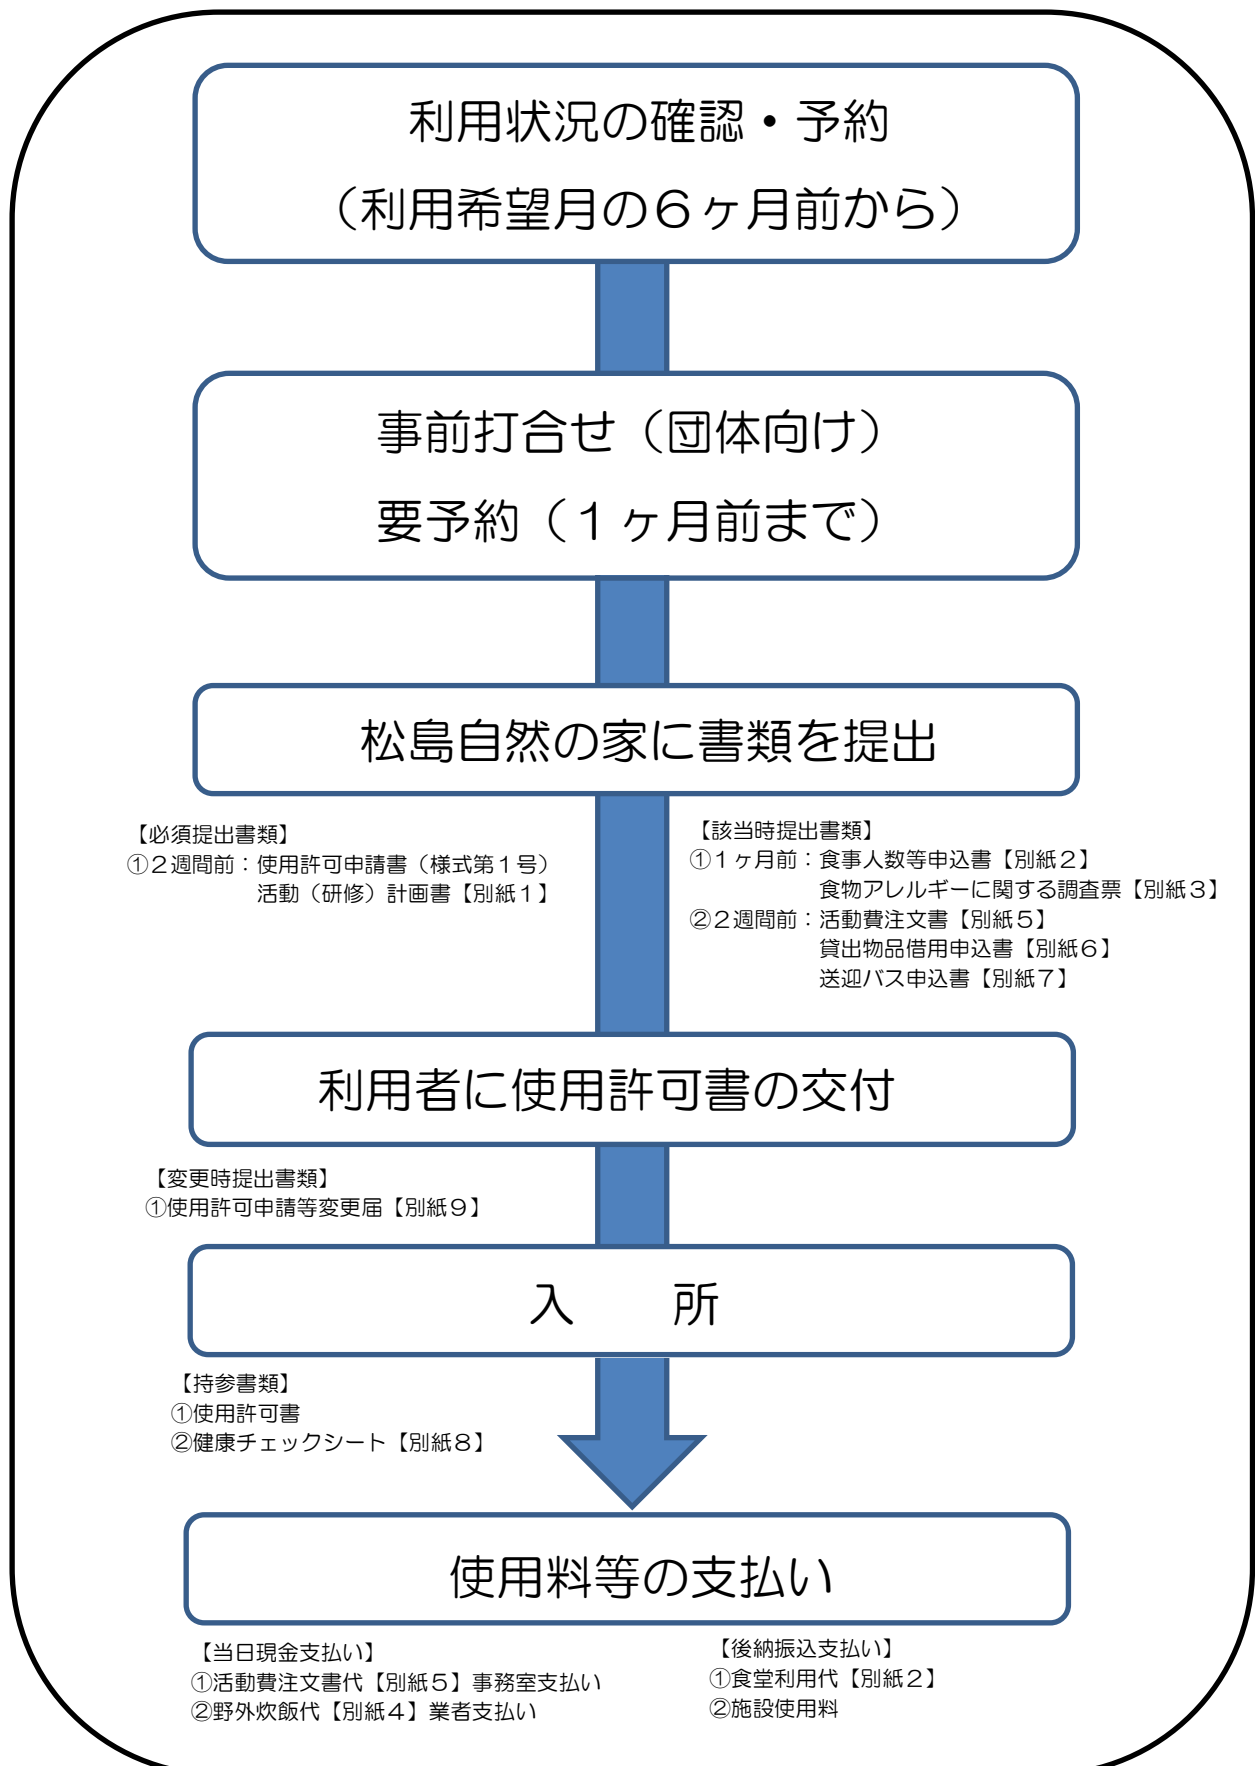 利用状況の確認・予約
（利用希望月の６ヶ月前から）
事前打合せ（団体向け）
要予約（１ヶ月前まで）
松島自然の家に書類を提出
【必須提出書類】
①２週間前：使用許可申請書（様式第１号）
活動（研修）計画書【別紙１】
【該当時提出書類】
①１ヶ月前：食事人数等申込書【別紙２】
食物アレルギーに関する調査票【別紙３】
②２週間前：活動費注文書【別紙５】
貸出物品借用申込書【別紙６】
送迎バス申込書【別紙７】
利用者に使用許可書の交付
【変更時提出書類】
①使用許可申請等変更届【別紙９】
入　　所
【持参書類】
①使用許可書
②健康チェックシート【別紙８】
使用料等の支払い
【当日現金支払い】
①活動費注文書代【別紙５】事務室支払い
②野外炊飯代【別紙４】業者支払い
【後納振込支払い】
①食堂利用代【別紙２】
②施設使用料